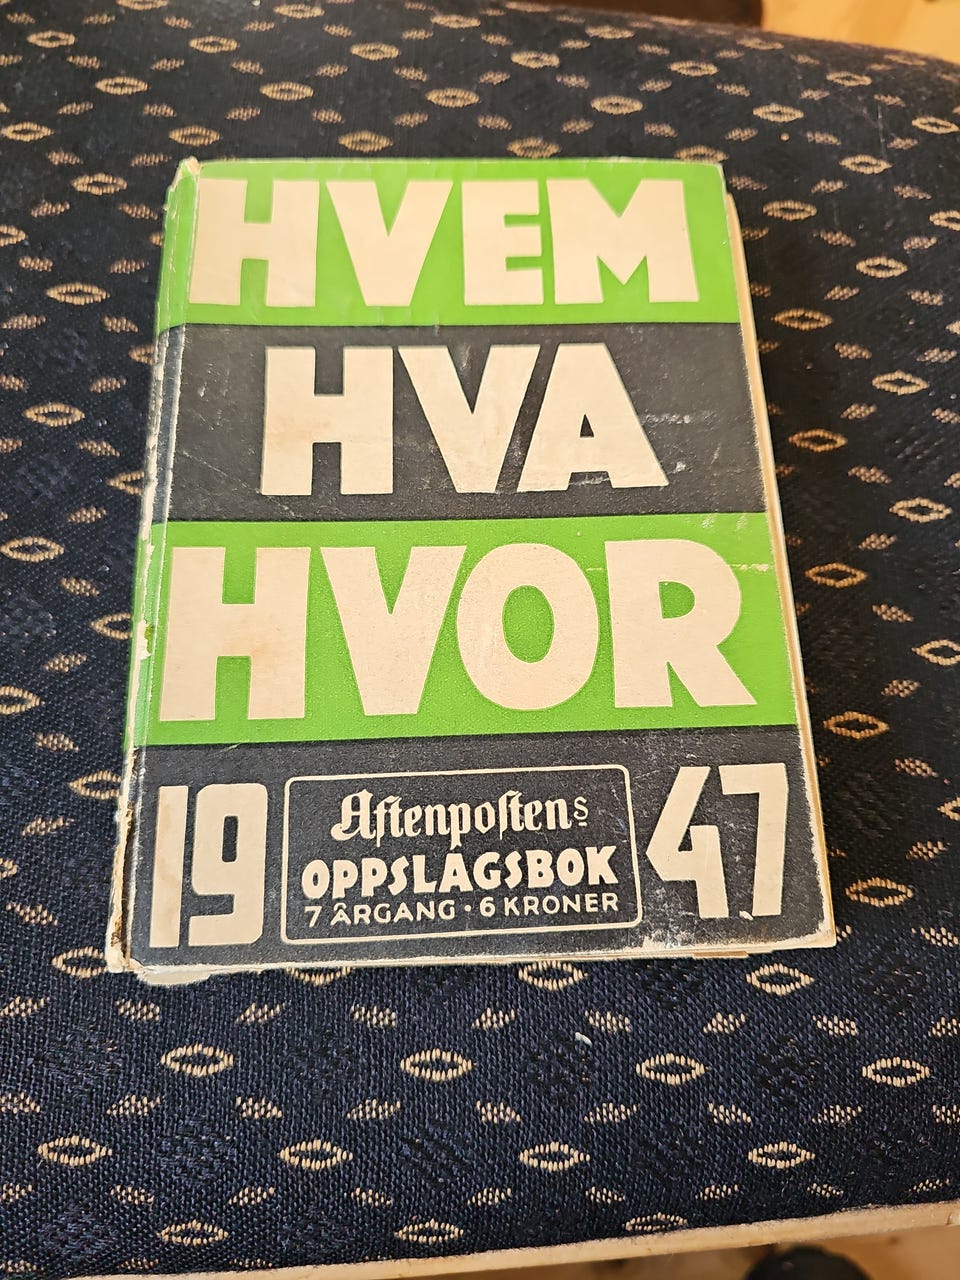 HVEM
HVA
HVOR
19 47
Aftenpostens
OPPSLAGSBOK
7 ÅRGANG · 6 KRONER